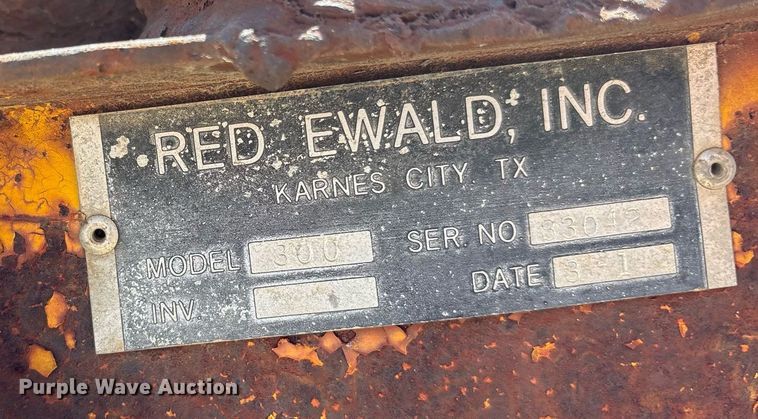 RED EWALD, INC.
KARNES CITY TX
MODEL 300
SER. NO
INV.
DATE
Purple Wave Auction